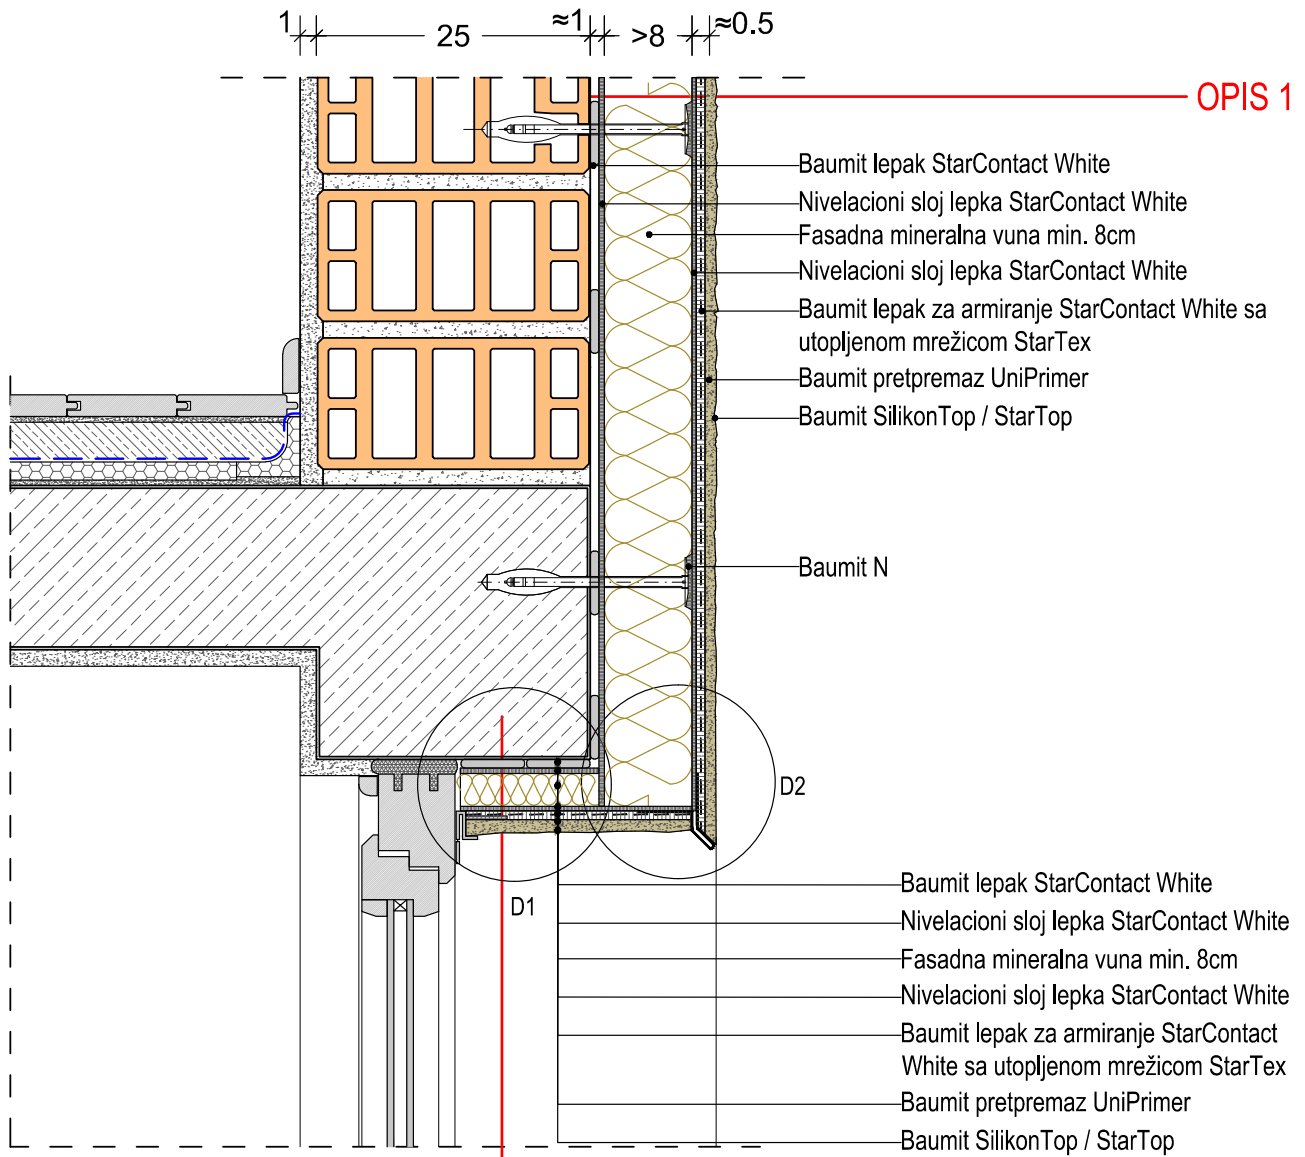 1
25
≈1
>8
≈0.5
OPIS 1
Baumit lepak StarContact White
Nivelacioni sloj lepka StarContact White
Fasadna mineralna vuna min. 8cm
Nivelacioni sloj lepka StarContact White
Baumit lepak za armiranje StarContact White sa
utopljenom mrežicom StarTex
Baumit pretpremaz UniPrimer
Baumit SilikonTop / StarTop
Baumit N
D2
D1
Baumit lepak StarContact White
Nivelacioni sloj lepka StarContact White
Fasadna mineralna vuna min. 8cm
Nivelacioni sloj lepka StarContact White
Baumit lepak za armiranje StarContact
White sa utopljenom mrežicom StarTex
Baumit pretpremaz UniPrimer
Baumit SilikonTop / StarTop